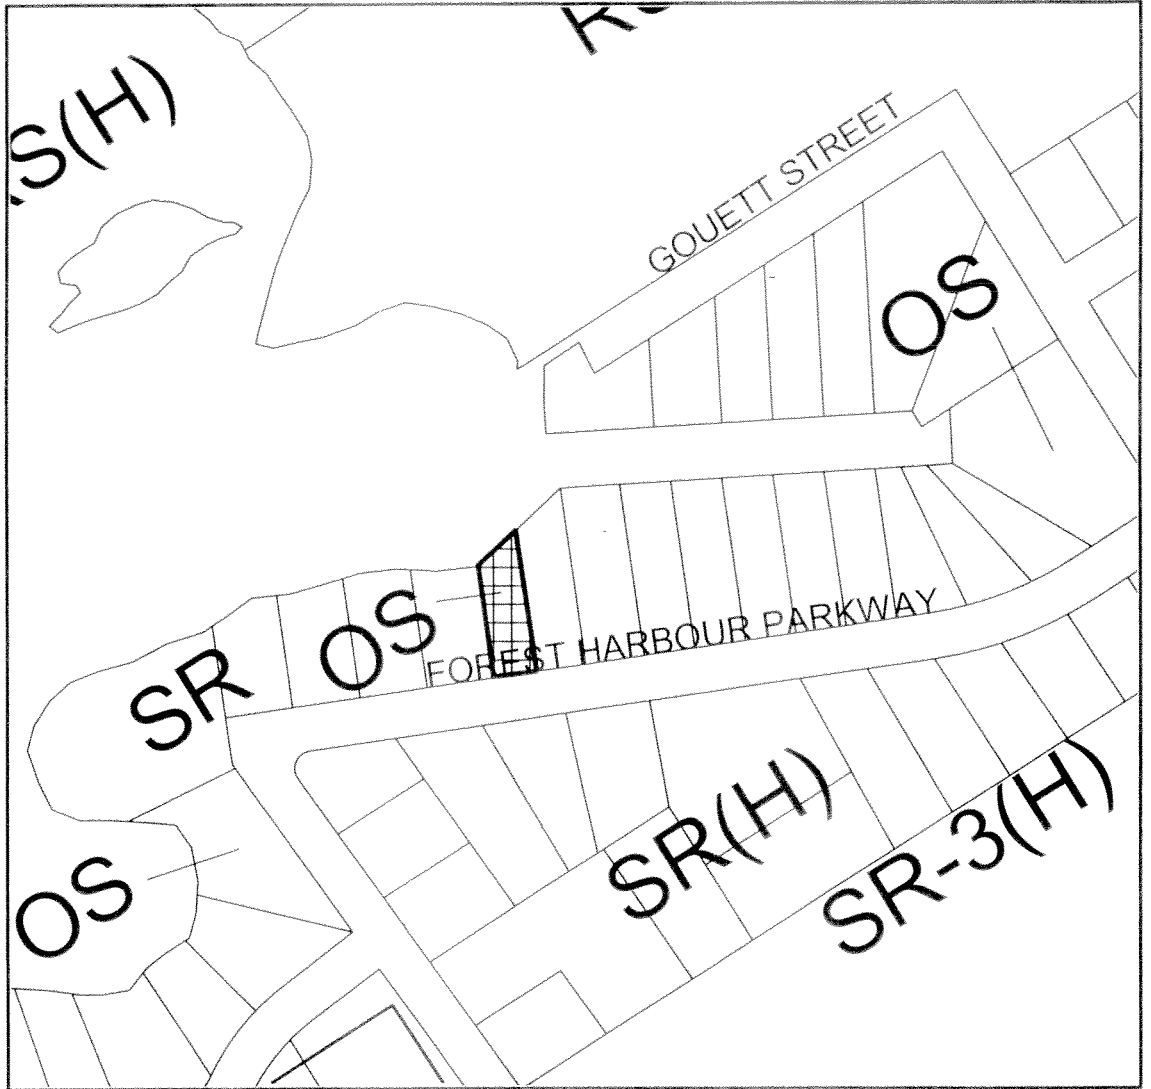 S(H)
GOUETT STREET
OS
OS
FOREST HARBOUR PARKWAY
SR
SR(H)
SR-3(H)
OS